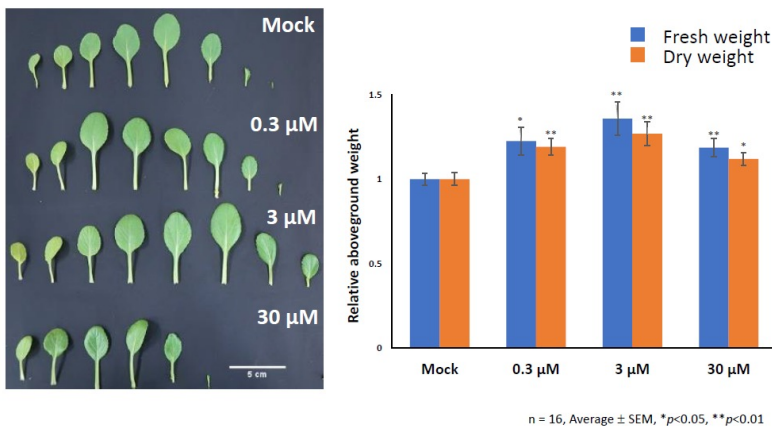 Mock
0.3 µM
3 µM
30 µM
5 cm
Fresh weight
Dry weight
Relative aboveground weight
1.5
1
0.5
0
*
**
**
**
**
*
Mock
0.3 µM
3 µM
30 µM
n = 16, Average ± SEM, *p<0.05, **p<0.01